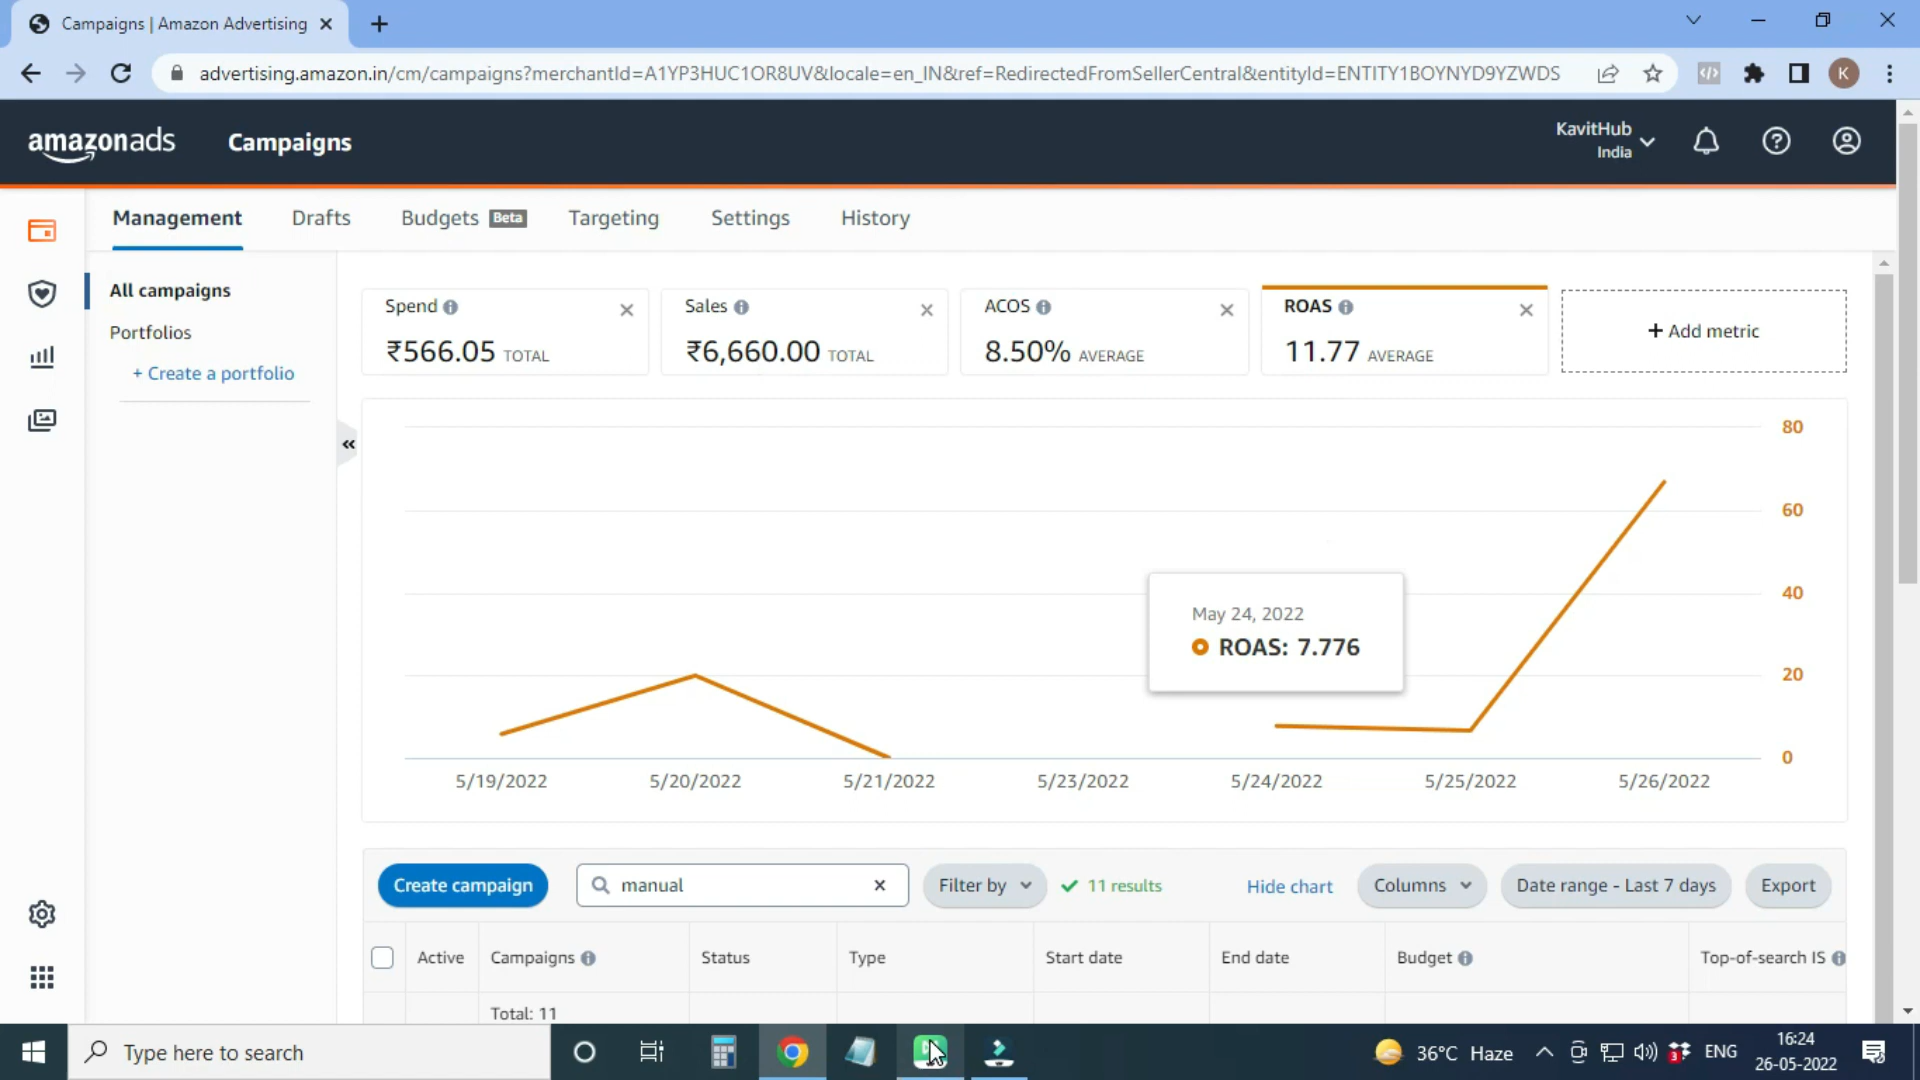 Campaigns | Amazon Advertising
advertising.amazon.in/cm/campaigns?merchantId=A1YP3HUC1OR8UV&locale=en_IN&ref=RedirectedFromSellerCentral&entityId=ENTITY1BOYNYD9YZWDS
K
amazonads
Campaigns
KavitHub
India
Management
Drafts
Budgets Beta
Targeting
Settings
History
All campaigns
Portfolios
+ Create a portfolio
Spend
₹566.05 TOTAL
Sales
₹6,660.00 TOTAL
ACOS
8.50% AVERAGE
ROAS
11.77 AVERAGE
+ Add metric
80
60
40
20
0
May 24, 2022
ROAS: 7.776
5/19/2022
5/20/2022
5/21/2022
5/23/2022
5/24/2022
5/25/2022
5/26/2022
Create campaign
manual
Filter by
11 results
Hide chart
Columns
Date range - Last 7 days
Export
Active
Campaigns
Status
Type
Start date
End date
Budget
Top-of-search IS
Total: 11
Type here to search
36°C Haze
3
ENG
16:24
26-05-2022